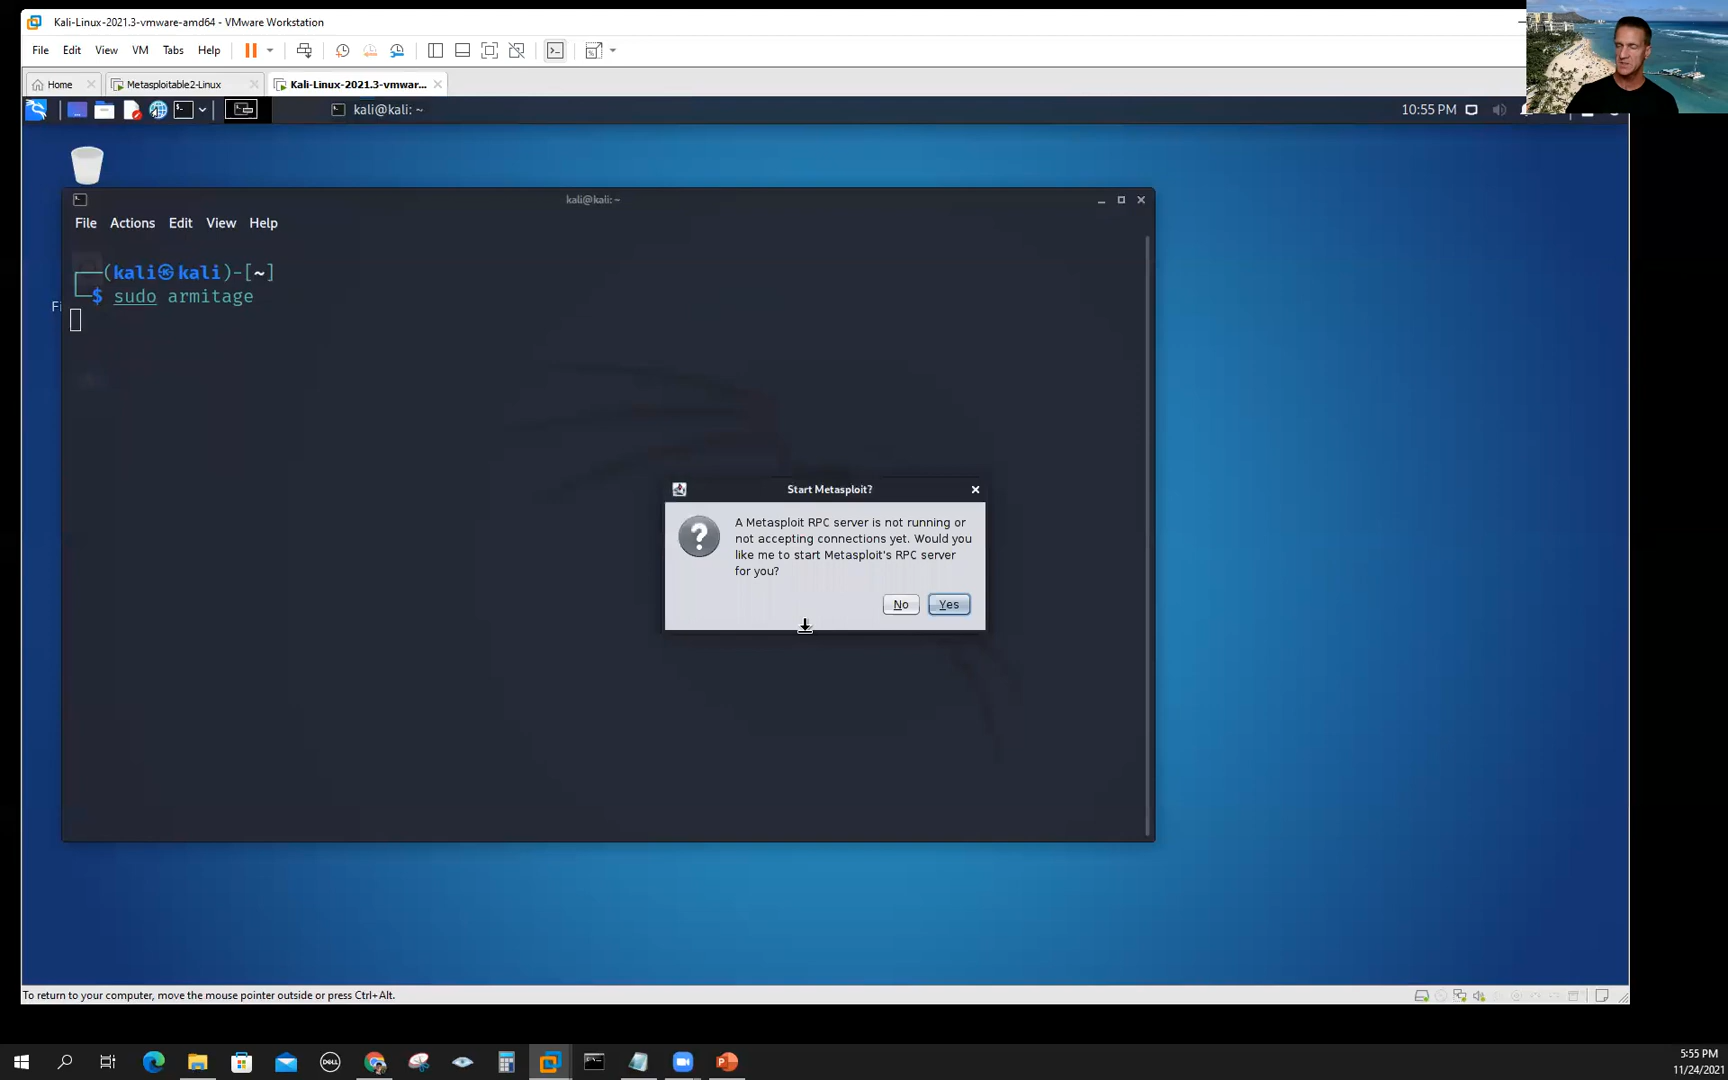 Kali-Linux-2021.3-vmware-amd64 - VMware Workstation
File Edit View VM Tabs Help
Home Metasploitable2-Linux Kali-Linux-2021.3-vmwar...
kali@kali: ~ 10:55 PM
kali@kali: ~
File Actions Edit View Help
(kali㉿kali)-[~]
$ sudo armitage
Fi
Start Metasploit?
A Metasploit RPC server is not running or
not accepting connections yet. Would you
like me to start Metasploit's RPC server
for you?
No Yes
To return to your computer, move the mouse pointer outside or press Ctrl+Alt.
DELL
5:55 PM
11/24/2021